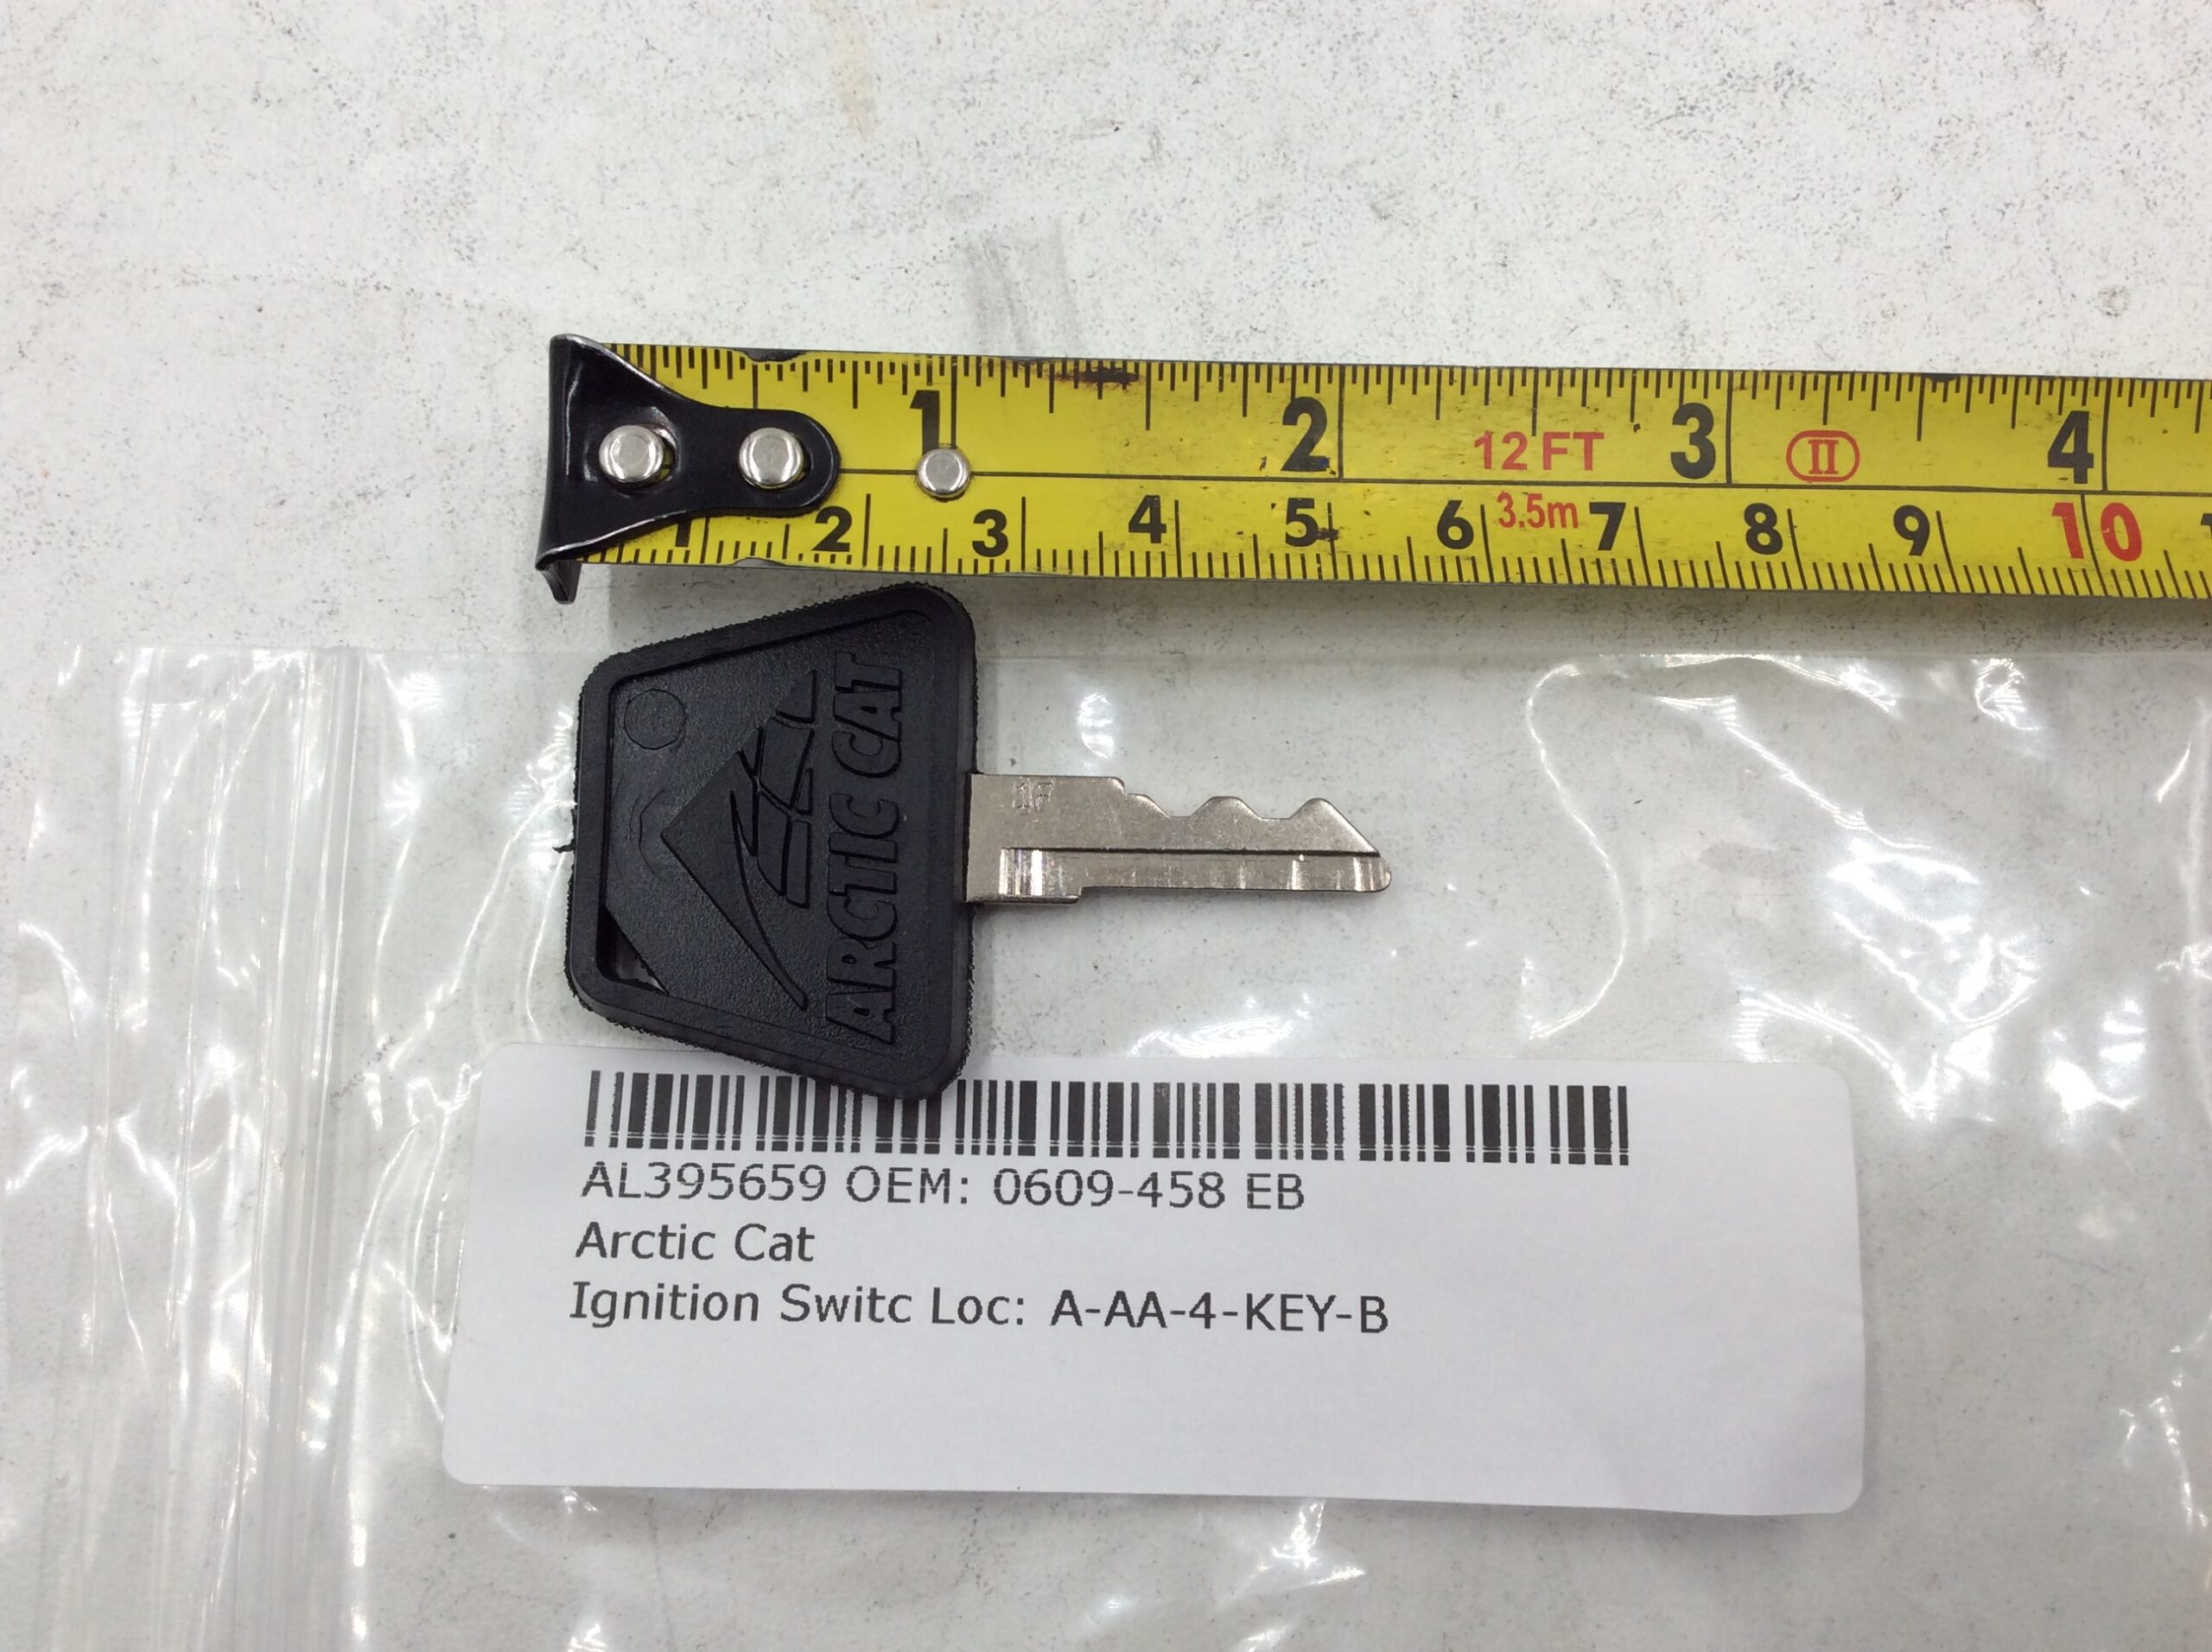 1 2 3 4
12 FT II
3.5m
1 2 3 4 5 6 7 8 9 10
ARCTIC CAT
AL395659 OEM: 0609-458 EB
Arctic Cat
Ignition Switc Loc: A-AA-4-KEY-B